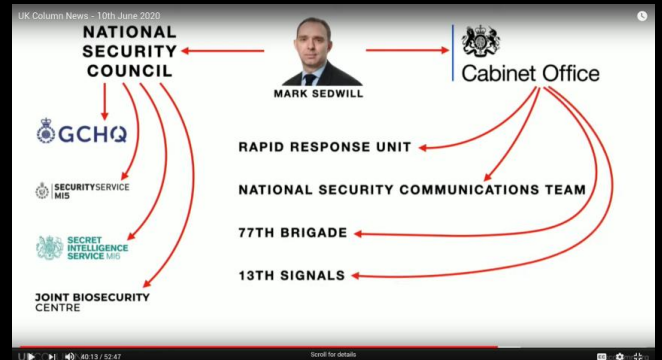 UK Column News - 10th June 2020
NATIONAL
SECURITY
COUNCIL
MARK SEDWILL
Cabinet Office
GCHQ
SECURITY SERVICE
MI5
SECRET
INTELLIGENCE
SERVICE MI6
JOINT BIOSECURITY
CENTRE
RAPID RESPONSE UNIT
NATIONAL SECURITY COMMUNICATIONS TEAM
77TH BRIGADE
13TH SIGNALS
40:13 / 52:47
Scroll for details